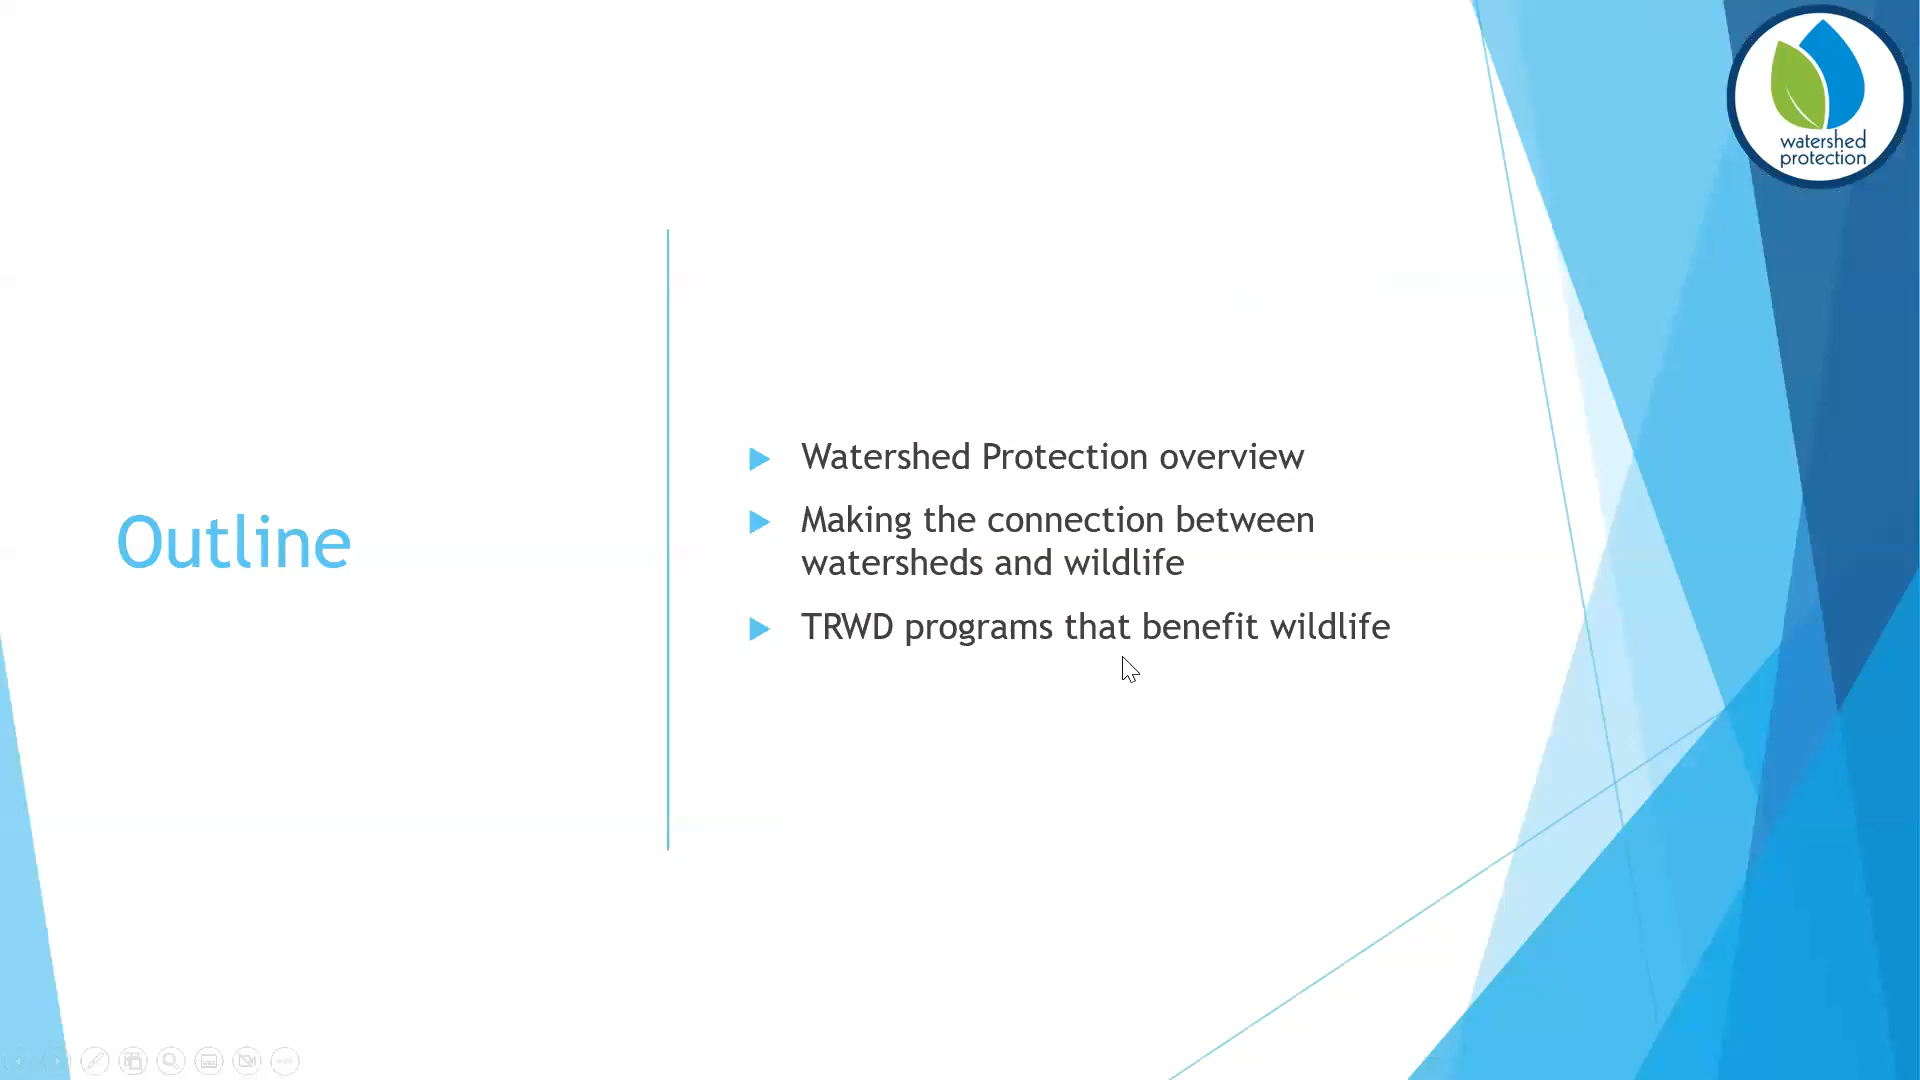 watershed
protection
Outline
Watershed Protection overview
Making the connection between
watersheds and wildlife
TRWD programs that benefit wildlife